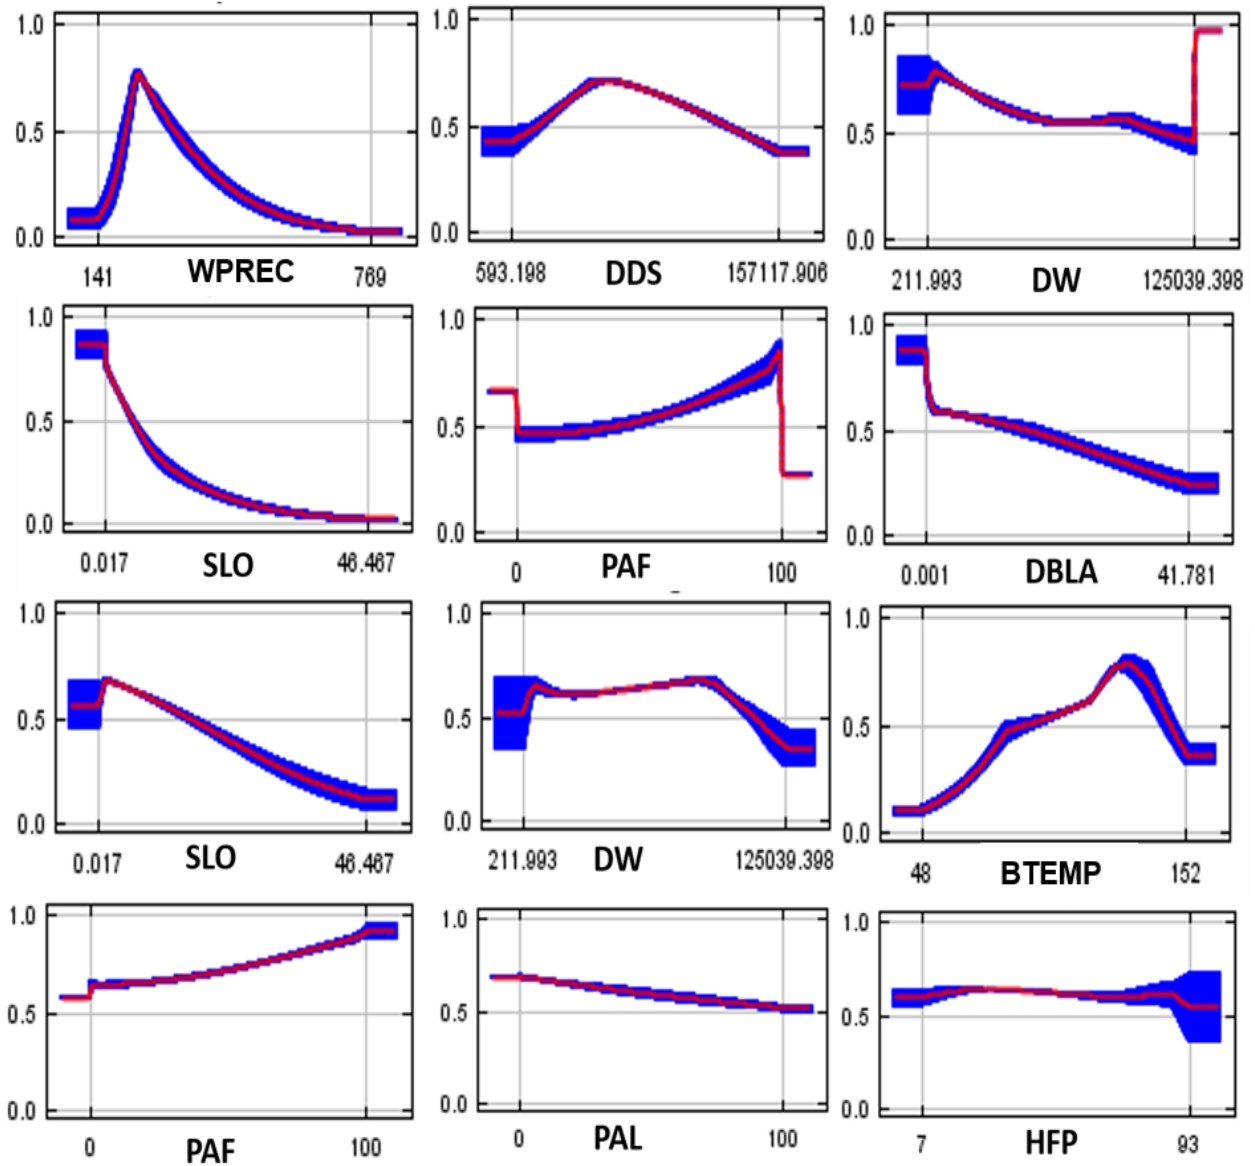 1.0 1.0 1.0
0.5 0.5 0.5
0.0 0.0 0.0
141 WPREC 769 593.198 DDS 157117.906 211.993 DW 125039.398
1.0 1.0 1.0
0.5 0.5 0.5
0.0 0.0 0.0
0.017 SLO 46.467 0 PAF 100 0.001 DBLA 41.781
1.0 1.0 1.0
0.5 0.5 0.5
0.0 0.0 0.0
0.017 SLO 46.467 211.993 DW 125039.398 48 BTEMP 152
1.0 1.0 1.0
0.5 0.5 0.5
0.0 0.0 0.0
0 PAF 100 0 PAL 100 7 HFP 93